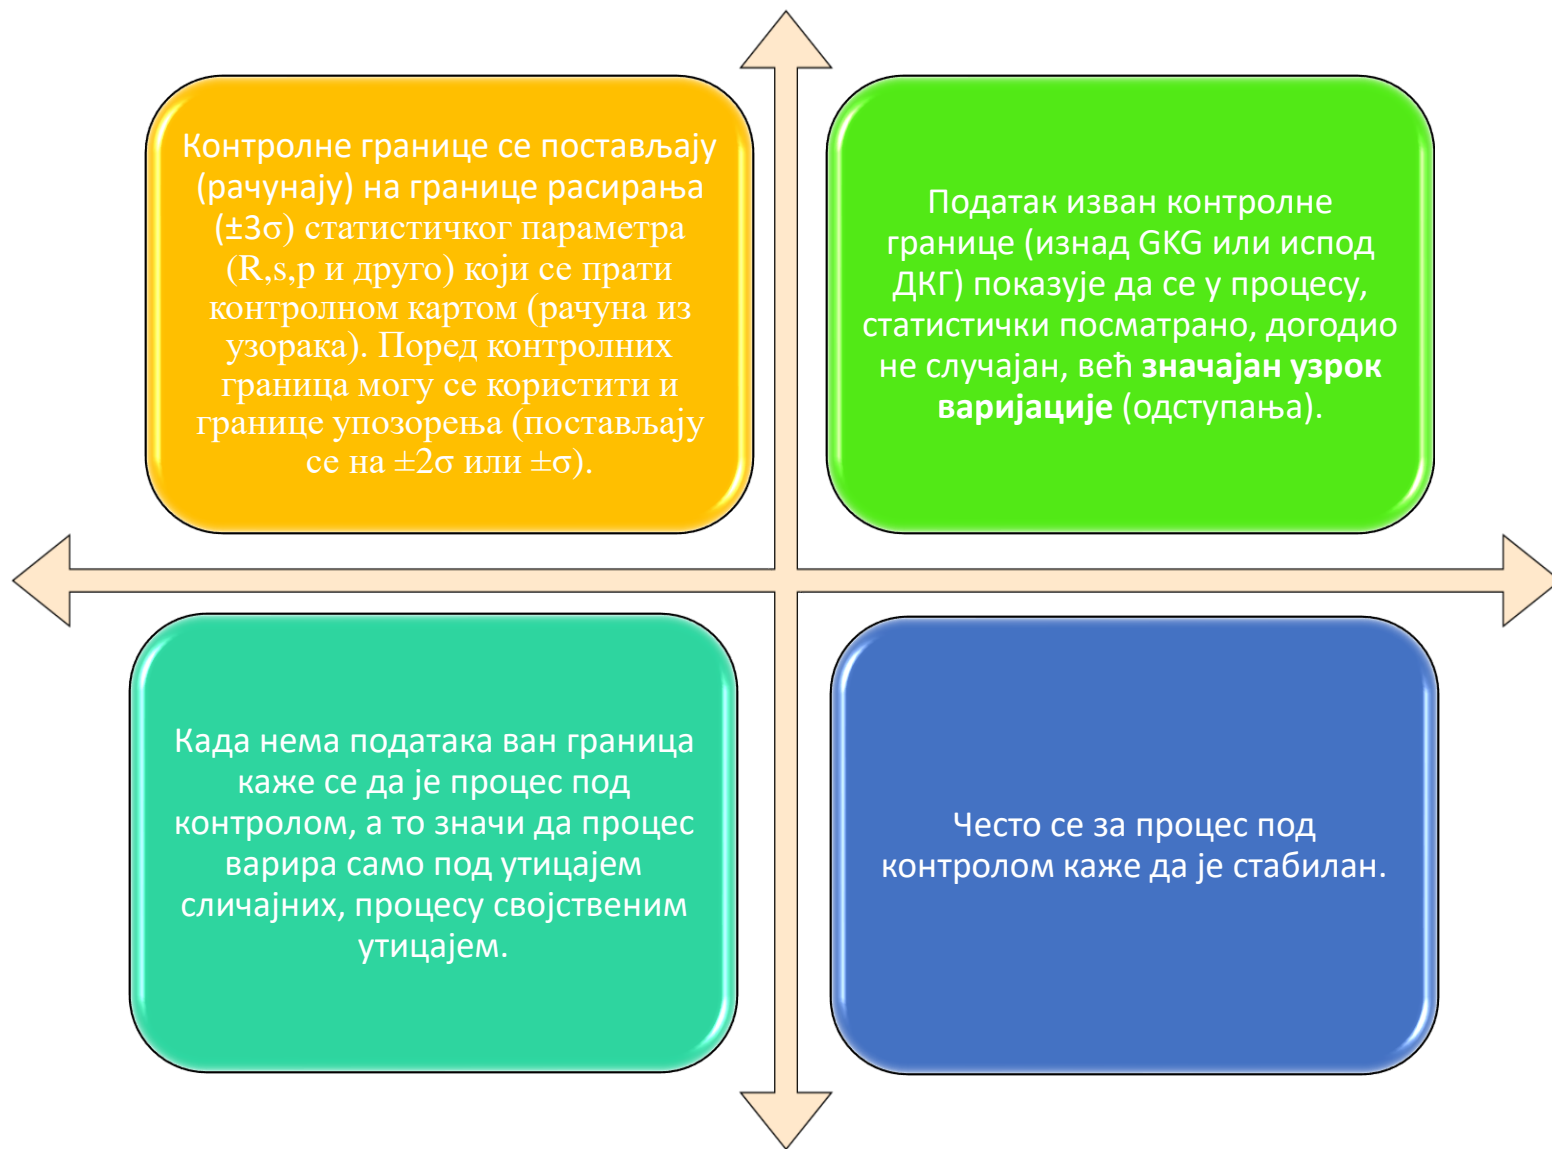 Контролне границе се постављају
(рачунају) на границе расирања
(±3σ) статистичког параметра
(R,s,p и друго) који се прати
контролном картом (рачуна из
узорака). Поред контролних
граница могу се користити и
границе упозорења (постављају
се на ±2σ или ±σ).
Податак изван контролне
границе (изнад GKG или испод
ДКГ) показује да се у процесу,
статистички посматрано, догодио
не случајан, већ значајан узрок
варијације (одступања).
Када нема података ван граница
каже се да је процес под
контролом, а то значи да процес
варира само под утицајем
сличајних, процесу својственим
утицајем.
Често се за процес под
контролом каже да је стабилан.